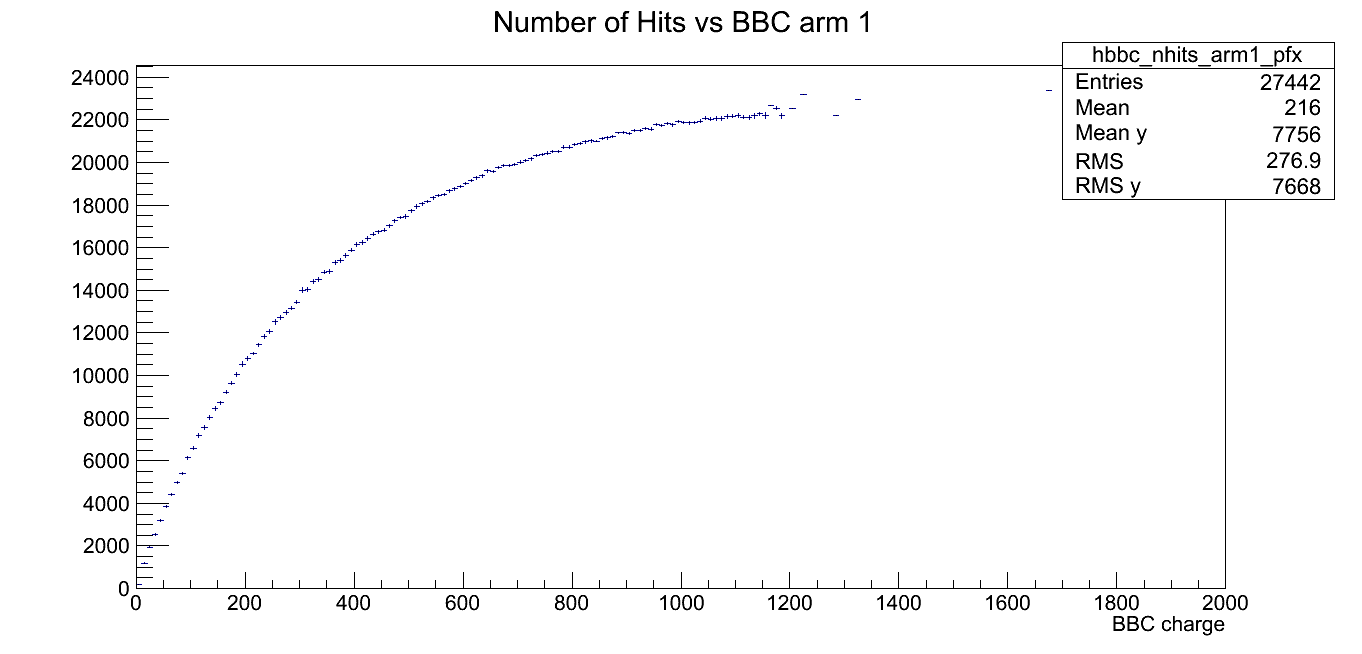 Number of Hits vs BBC arm 1
hbbc_nhits_arm1_pfx
Entries 27442
Mean 216
Mean y 7756
RMS 276.9
RMS y 7668
24000
22000
20000
18000
16000
14000
12000
10000
8000
6000
4000
2000
0
0 200 400 600 800 1000 1200 1400 1600 1800 2000
BBC charge